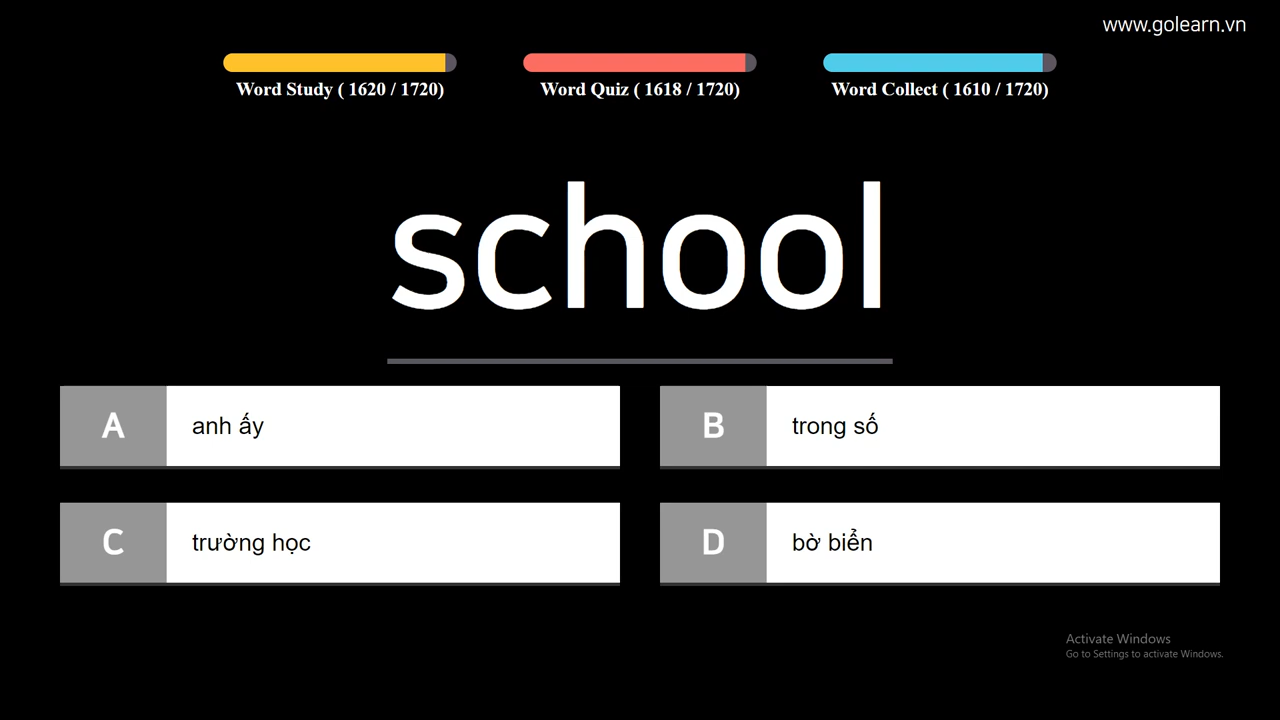 www.golearn.vn
Word Study ( 1620 / 1720)
Word Quiz ( 1618 / 1720)
Word Collect ( 1610 / 1720)
school
A anh ấy
B trong số
C trường học
D bờ biển
Activate Windows
Go to Settings to activate Windows.